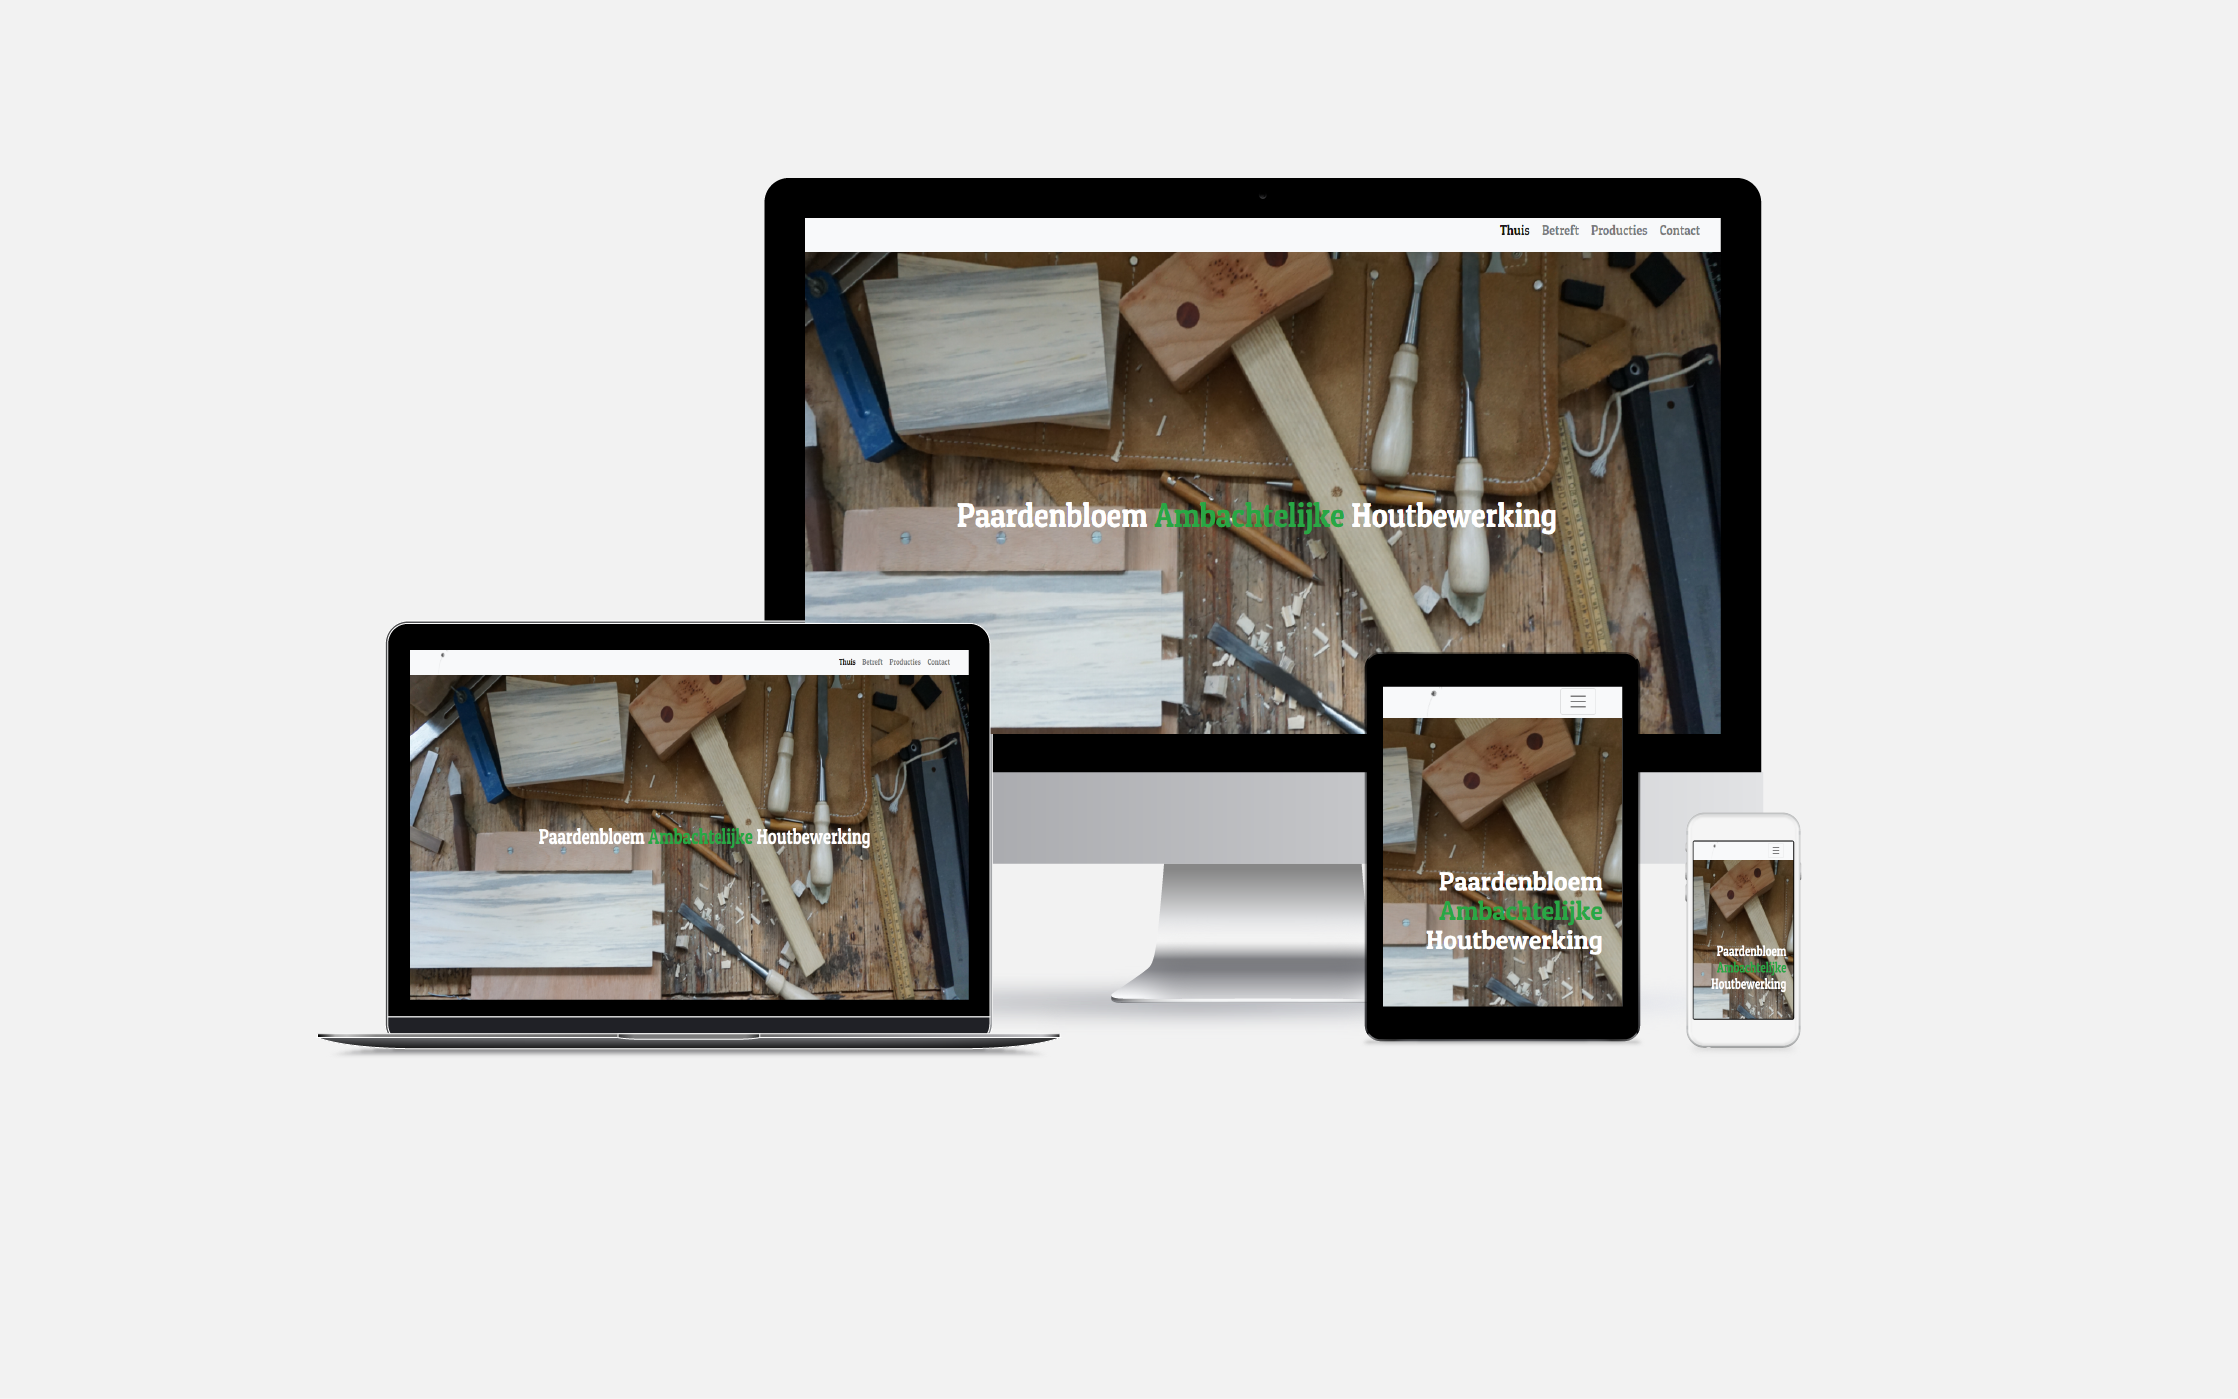 Thuis Betreft Producties Contact
Paardenbloem Ambachtelijke Houtbewerking
Thuis Betreft Producties Contact
Paardenbloem Ambachtelijke Houtbewerking
Paardenbloem
Ambachtelijke
Houtbewerking
Paardenbloem
Ambachtelijke
Houtbewerking